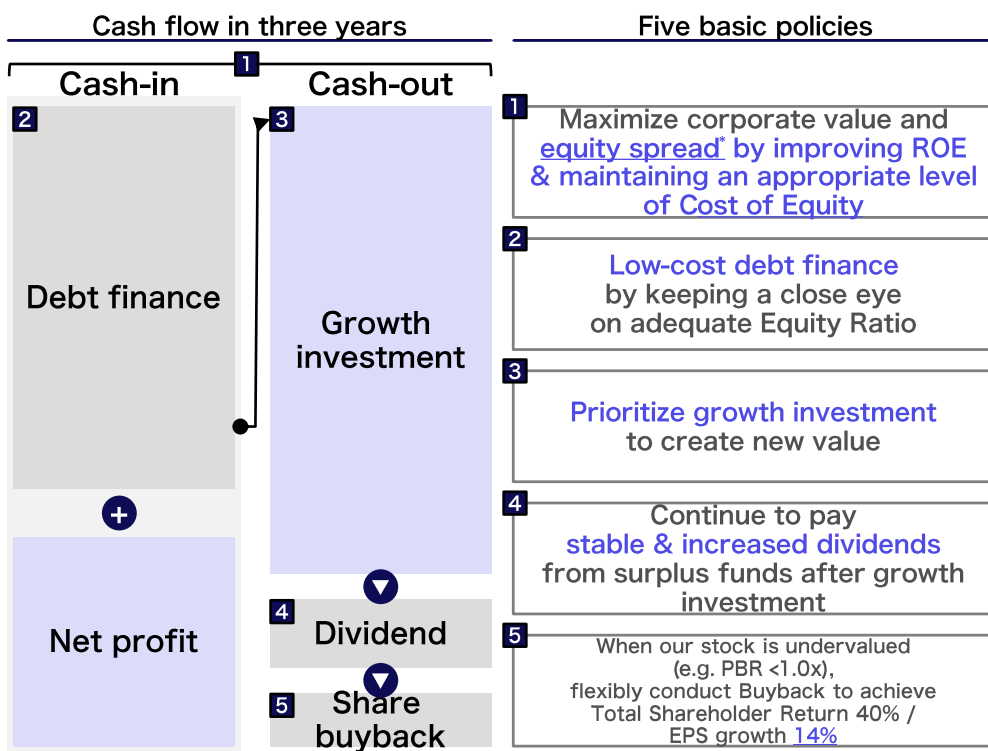 Cash flow in three years
1
Cash-in
Cash-out
2
Debt finance
+
Net profit
3
Growth
investment
4
Dividend
5
Share
buyback
Five basic policies
1
Maximize corporate value and
equity spread* by improving ROE
& maintaining an appropriate level
of Cost of Equity
2
Low-cost debt finance
by keeping a close eye
on adequate Equity Ratio
3
Prioritize growth investment
to create new value
4
Continue to pay
stable & increased dividends
from surplus funds after growth
investment
5
When our stock is undervalued
(e.g. PBR <1.0x),
flexibly conduct Buyback to achieve
Total Shareholder Return 40% /
EPS growth 14%